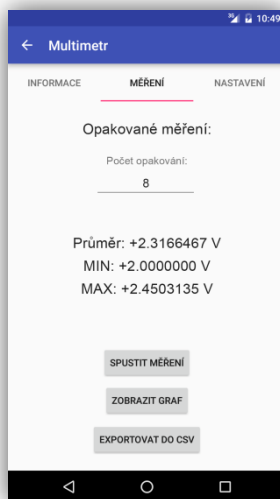 3G 10:49
Multimetr
INFORMACE MĚŘENÍ NASTAVENÍ
Opakované měření:
Počet opakování:
8
Průměr: +2.3166467 V
MIN: +2.0000000 V
MAX: +2.4503135 V
SPUSTIT MĚŘENÍ
ZOBRAZIT GRAF
EXPORTOVAT DO CSV